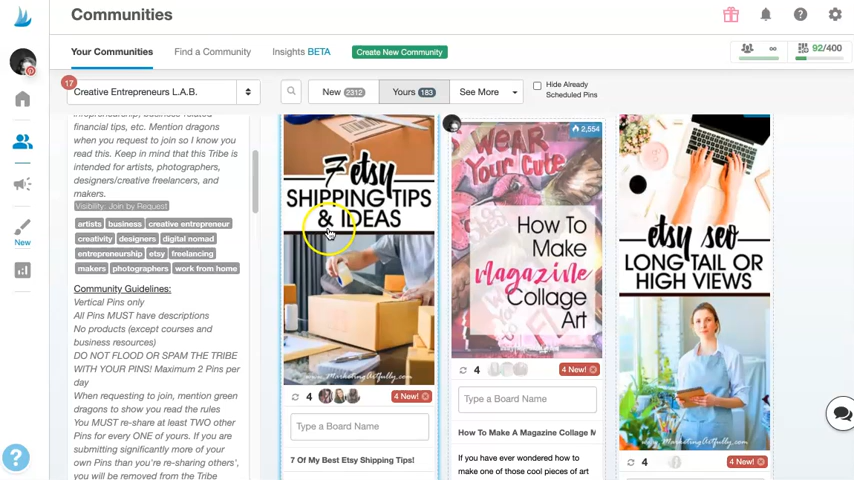 Communities
Your Communities
Find a Community
Insights BETA
Create New Community
∞
92/400
17
Creative Entrepreneurs L.A.B.
New 2312
Yours 183
See More
Hide Already
Scheduled Pins
financial tips, etc. Mention dragons
when you request to join so I know you
read this. Keep in mind that this Tribe is
intended for artists, photographers,
designers/creative freelancers, and
makers.
Visibility: Join by Request
artists business creative entrepreneur
creativity designers digital nomad
entrepreneurship etsy freelancing
makers photographers work from home
Community Guidelines:
Vertical Pins only
All Pins MUST have descriptions
No products (except courses and
business resources)
DO NOT FLOOD OR SPAM THE TRIBE
WITH YOUR PINS! Maximum 2 Pins per
day
When requesting to join, mention green
dragons to show you read the rules
You MUST re-share at least TWO other
Pins for every ONE of yours. If you are
submitting significantly more of your
own Pins than you're re-sharing others',
you will be removed from the Tribe
New
?
7 etsy
SHIPPING TIPS
& IDEAS
www.MarketingArtfully.com
4
4 New!
Type a Board Name
7 Of My Best Etsy Shipping Tips!
2,554
WEAR
YOUR CUTE
How To
Make
magazine
Collage
Art
4
4 New!
Type a Board Name
How To Make A Magazine Collage
If you have ever wondered how to
make one of those cool pieces of art
etsy seo
LONG TAIL OR
HIGH VIEWS
www.MarketingArtfully.com
4
4 New!